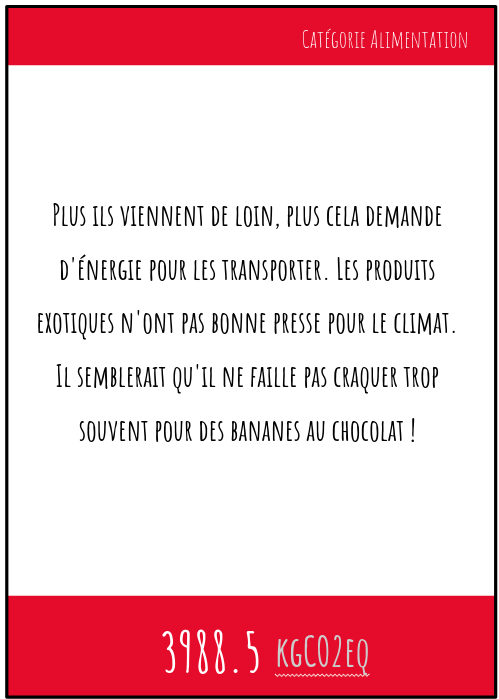 Catégorie Alimentation
Plus ils viennent de loin, plus cela demande
d'énergie pour les transporter. Les produits
exotiques n'ont pas bonne presse pour le climat.
Il semblerait qu'il ne faille pas craquer trop
souvent pour des bananes au chocolat !
3988.5 kgCO2eq